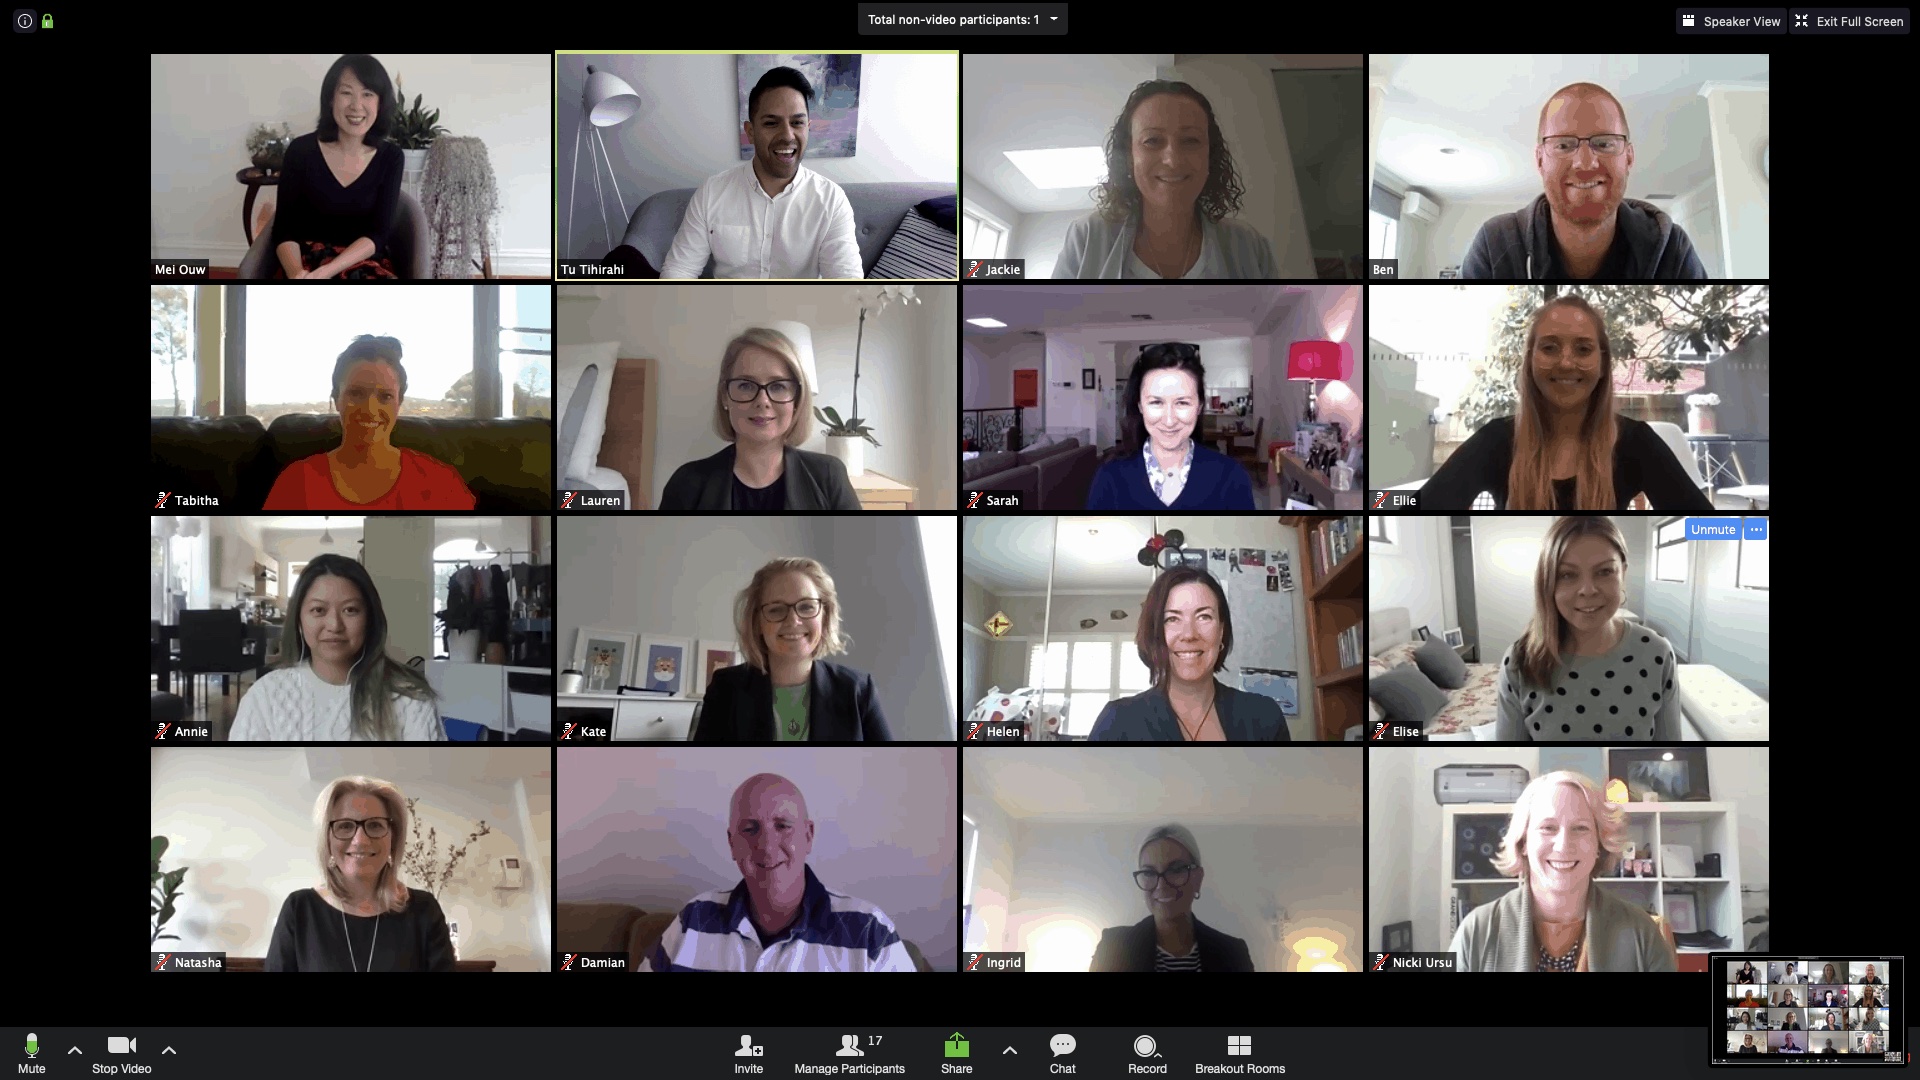 Total non-video participants: 1
Speaker View
Exit Full Screen
Mei Ouw
Tu Tihirahi
Jackie
Ben
Tabitha
Lauren
Sarah
Ellie
Unmute
Annie
Kate
Helen
Elise
Natasha
Damian
Ingrid
Nicki Ursu
Mute
Stop Video
Invite
17
Manage Participants
Share
Chat
Record
Breakout Rooms